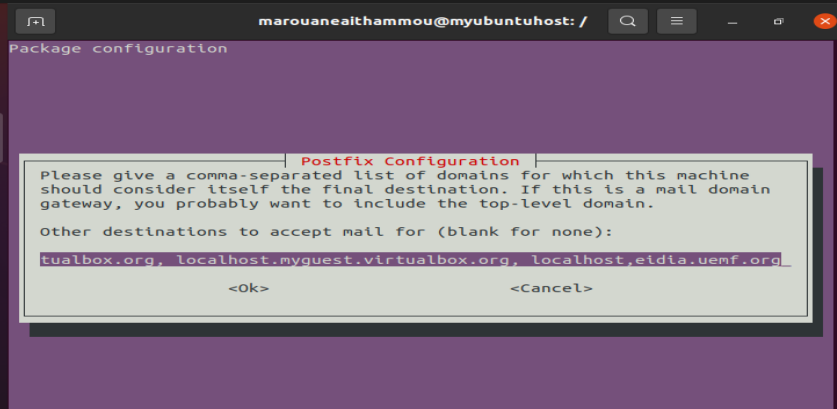 marouaneaithammou@myubuntuhost: /
Package configuration
Postfix Configuration
Please give a comma-separated list of domains for which this machine
should consider itself the final destination. If this is a mail domain
gateway, you probably want to include the top-level domain.
Other destinations to accept mail for (blank for none):
tualbox.org, localhost.myguest.virtualbox.org, localhost,eidia.uemf.org_
<Ok> <Cancel>